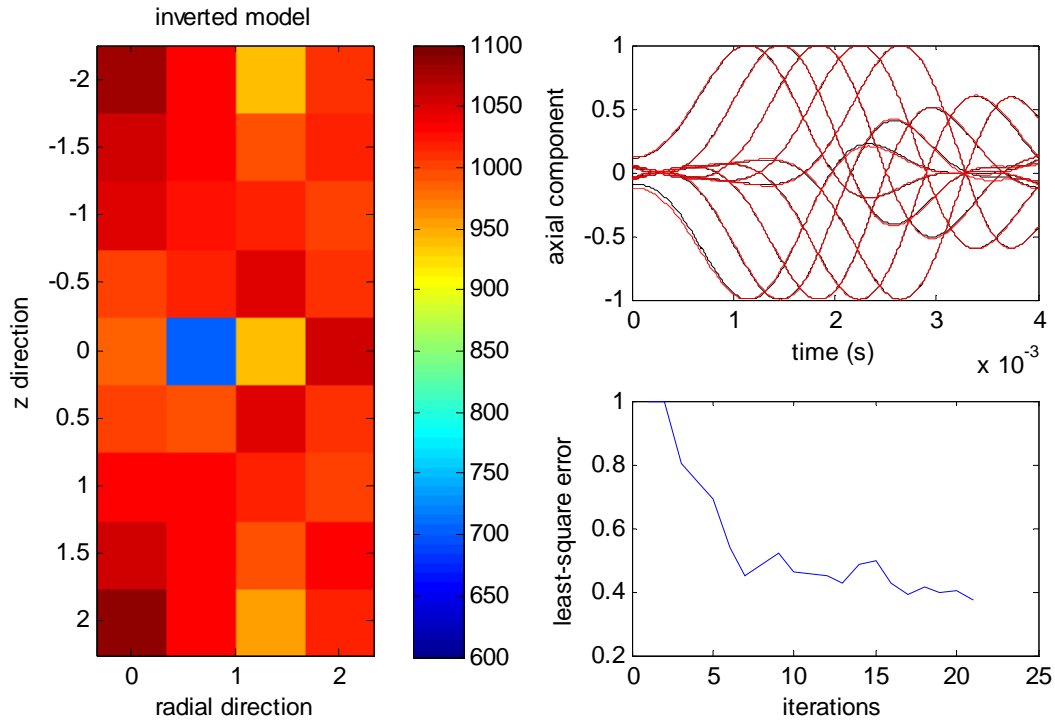 inverted model
-2
-1.5
-1
-0.5
0
0.5
1
1.5
2
z direction
0 1 2
radial direction
1100
1050
1000
950
900
850
800
750
700
650
600
1
0.5
0
-0.5
-1
axial component
0 1 2 3 4
time (s)
x 10⁻³
1
0.8
0.6
0.4
0.2
least-square error
0 5 10 15 20 25
iterations